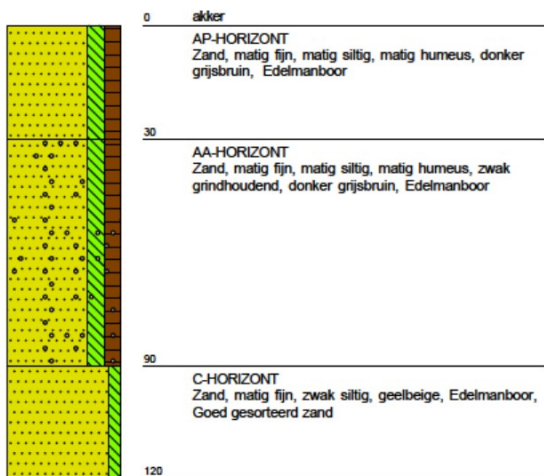 0 akker
AP-HORIZONT
Zand, matig fijn, matig siltig, matig humeus, donker
grijsbruin, Edelmanboor
30
AA-HORIZONT
Zand, matig fijn, matig siltig, matig humeus, zwak
grindhoudend, donker grijsbruin, Edelmanboor
90
C-HORIZONT
Zand, matig fijn, zwak siltig, geelbeige, Edelmanboor,
Goed gesorteerd zand
120